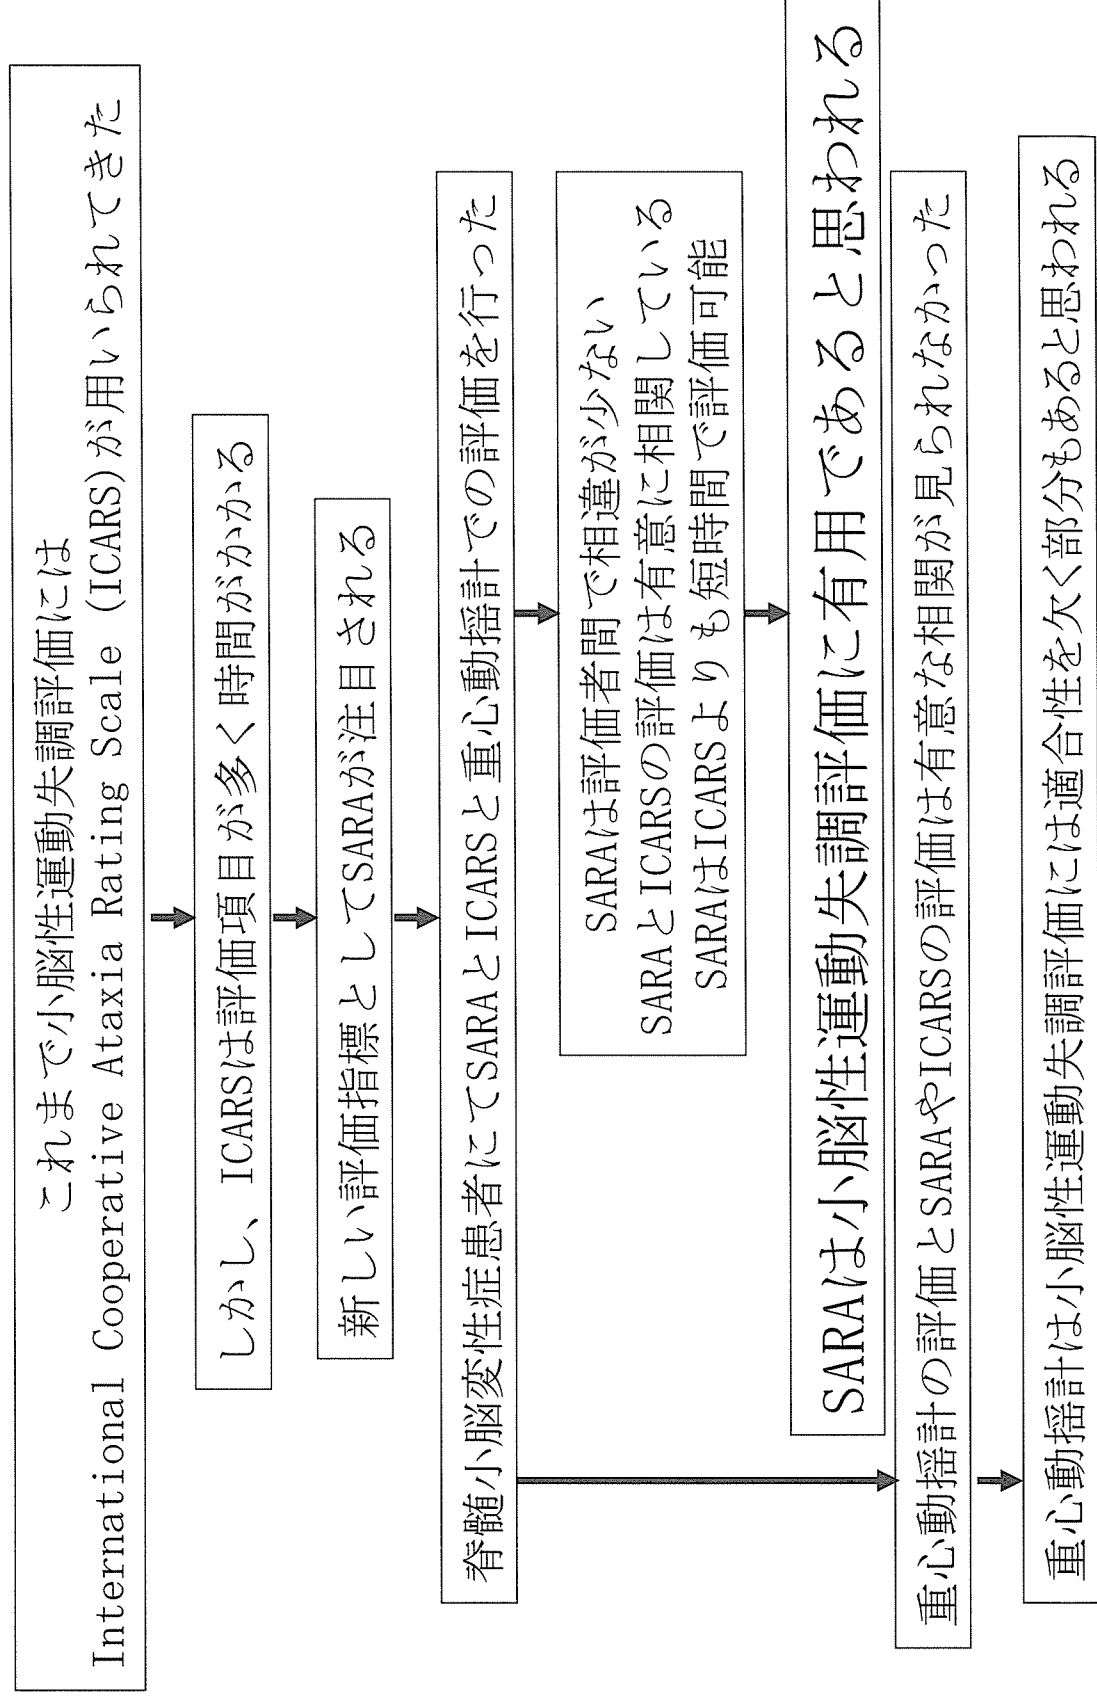 これまで小脳性運動失調評価には
International Cooperative Ataxia Rating Scale (ICARS)が用いられてきた
しかし、ICARSは評価項目が多く時間がかかる
新しい評価指標としてSARAが注目される
脊髄小脳変性症患者にてSARAとICARSと重心動揺計での評価を行った
SARAは評価者間で相違が少ない
SARAとICARSの評価は有意に相関している
SARAはICARSよりも短時間で評価可能
SARAは小脳性運動失調評価に有用であると思われる
重心動揺計の評価とSARAやICARSの評価は有意な相関が見られなかった
重心動揺計は小脳性運動失調評価には適合性を欠く部分もあると思われる